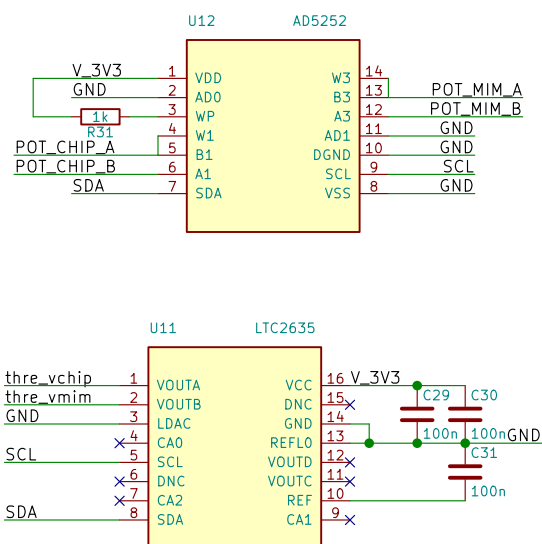 U12 AD5252
V_3V3 1 VDD W3 14
GND 2 AD0 B3 13 POT_MIM_A
1k 3 WP A3 12 POT_MIM_B
R31
4 W1 AD1 11 GND
POT_CHIP_A 5 B1 DGND 10 GND
POT_CHIP_B 6 A1 SCL 9 SCL
SDA 7 SDA VSS 8 GND
U11 LTC2635
thre_vchip 1 VOUTA VCC 16 V_3V3
thre_vmim 2 VOUTB DNC 15 C29 C30
GND 3 LDAC GND 14 100n 100n
4 CA0 REFLO 13 GND
SCL 5 SCL VOUTD 12 C31
6 DNC VOUTC 11
7 CA2 REF 10 100n
SDA 8 SDA CA1 9